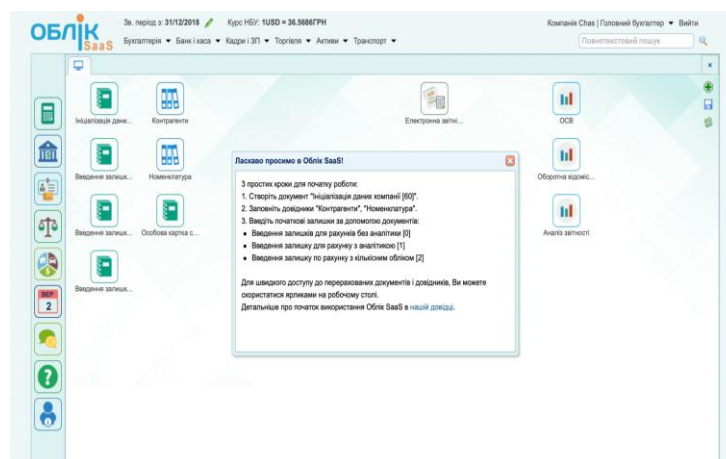 ОБЛІК SaaS
Зв. період з: 31/12/2018
Курс НБУ: 1USD = 36.5686ГРН
Компанія Chas | Головний бухгалтер
Вийти
Бухгалтерія
Банк і каса
Кадри і ЗП
Торгівля
Активи
Транспорт
Повнотекстовий пошук
Ініціалізація дани...
Контрагенти
Електронна звітні...
ОСВ
Введення залишк...
Номенклатура
Оборотна відоміс...
Введення залишк...
Особова картка с...
Аналіз звітності
Введення залишк...
ВЕР
2
Ласкаво просимо в Облік SaaS!
3 простих кроки для початку роботи:
1. Створіть документ "Ініціалізація даних компанії [60]".
2. Заповніть довідники "Контрагенти", "Номенклатура".
3. Введіть початкові залишки за допомогою документів:
Введення залишків для рахунків без аналітики [0]
Введення залишку для рахунку з аналітикою [1]
Введення залишку по рахунку з кількісним обліком [2]
Для швидкого доступу до перерахованих документів і довідників, Ви можете
скористатися ярликами на робочому столі.
Детальніше про початок використання Облік SaaS в нашій довідці.